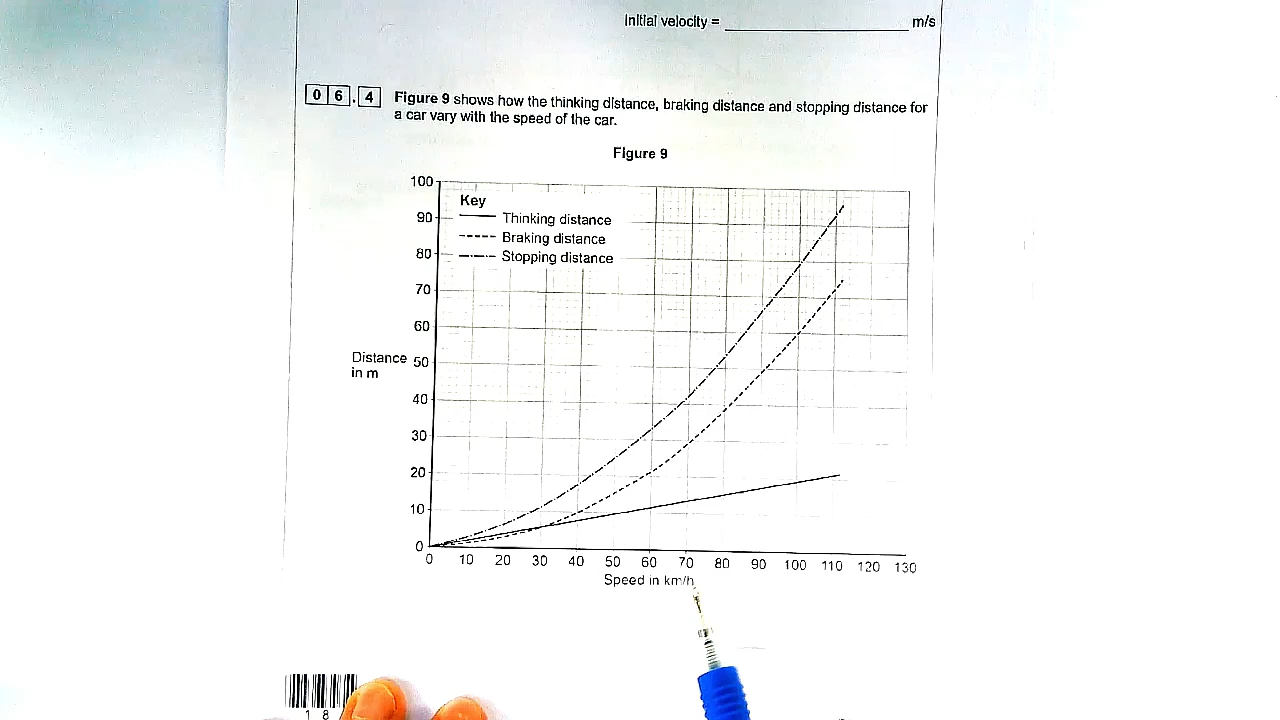 Initial velocity = ____________________ m/s
0 6 . 4 Figure 9 shows how the thinking distance, braking distance and stopping distance for
a car vary with the speed of the car.
Figure 9
100
90
80
70
60
50
40
30
20
10
0
Distance
in m
Key
Thinking distance
Braking distance
Stopping distance
0 10 20 30 40 50 60 70 80 90 100 110 120 130
Speed in km/h
1 8